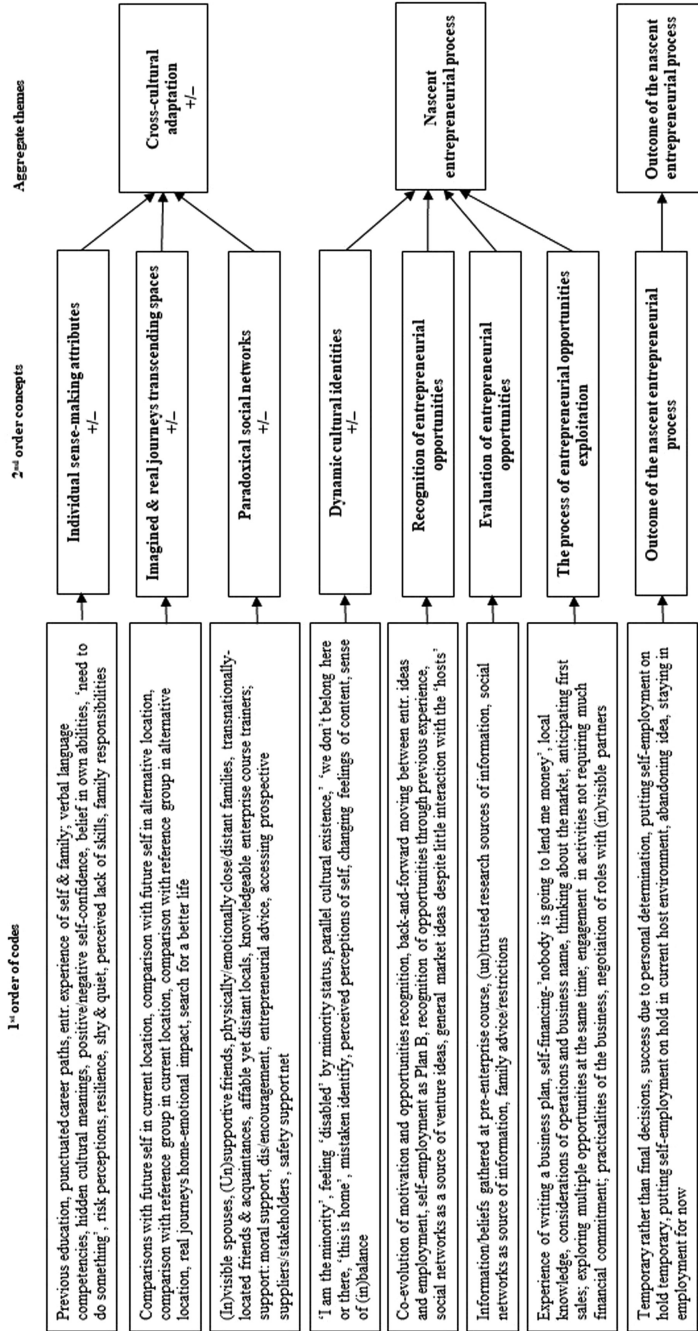 1st order of codes
2nd order concepts
Aggregate themes
Previous education, punctuated career paths, entr. experience of self & family; verbal language
competencies, hidden cultural meanings, positive/negative self-confidence, belief in own abilities, ‘need to
do something’, risk perceptions, resilience, shy & quiet, perceived lack of skills, family responsibilities
Individual sense-making attributes
+/–
Comparisons with future self in current location, comparison with future self in alternative location,
comparison with reference group in current location, comparison with reference group in alternative
location, real journeys home-emotional impact, search for a better life
Imagined & real journeys transcending spaces
+/–
(In)visible spouses, (Un)supportive friends, physically/emotionally close/distant families, transnationally-
located friends & acquaintances, affable yet distant locals, knowledgeable enterprise course trainers;
support: moral support, dis/encouragement, entrepreneurial advice, accessing prospective
suppliers/stakeholders, safety support net
Paradoxical social networks
+/–
Cross-cultural
adaptation
+/–
‘I am the minority’, feeling ‘disabled’ by minority status, parallel cultural existence,’ ‘we don’t belong here
or there, ‘this is home’, mistaken identify, perceived perceptions of self, changing feelings of content, sense
of (in)balance
Dynamic cultural identities
+/–
Co-evolution of motivation and opportunities recognition, back-and-forward moving between entr. ideas
and employment, self-employment as Plan B, recognition of opportunities through previous experience,
social networks as a source of venture ideas, general market ideas despite little interaction with the ‘hosts’
Recognition of entrepreneurial
opportunities
Information/beliefs gathered at pre-enterprise course, (un)trusted research sources of information, social
networks as source of information, family advice/restrictions
Evaluation of entrepreneurial
opportunities
Experience of writing a business plan, self-financing-‘nobody is going to lend me money’, local
knowledge, considerations of operations and business name, thinking about the market, anticipating first
sales; exploring multiple opportunities at the same time; engagement in activities not requiring much
financial commitment; practicalities of the business, negotiation of roles with (in)visible partners
The process of entrepreneurial opportunities
exploitation
Nascent
entrepreneurial process
Temporary rather than final decisions, success due to personal determination, putting self-employment on
hold temporary, putting self-employment on hold in current host environment, abandoning idea, staying in
employment for now
Outcome of the nascent entrepreneurial
process
Outcome of the nascent
entrepreneurial process